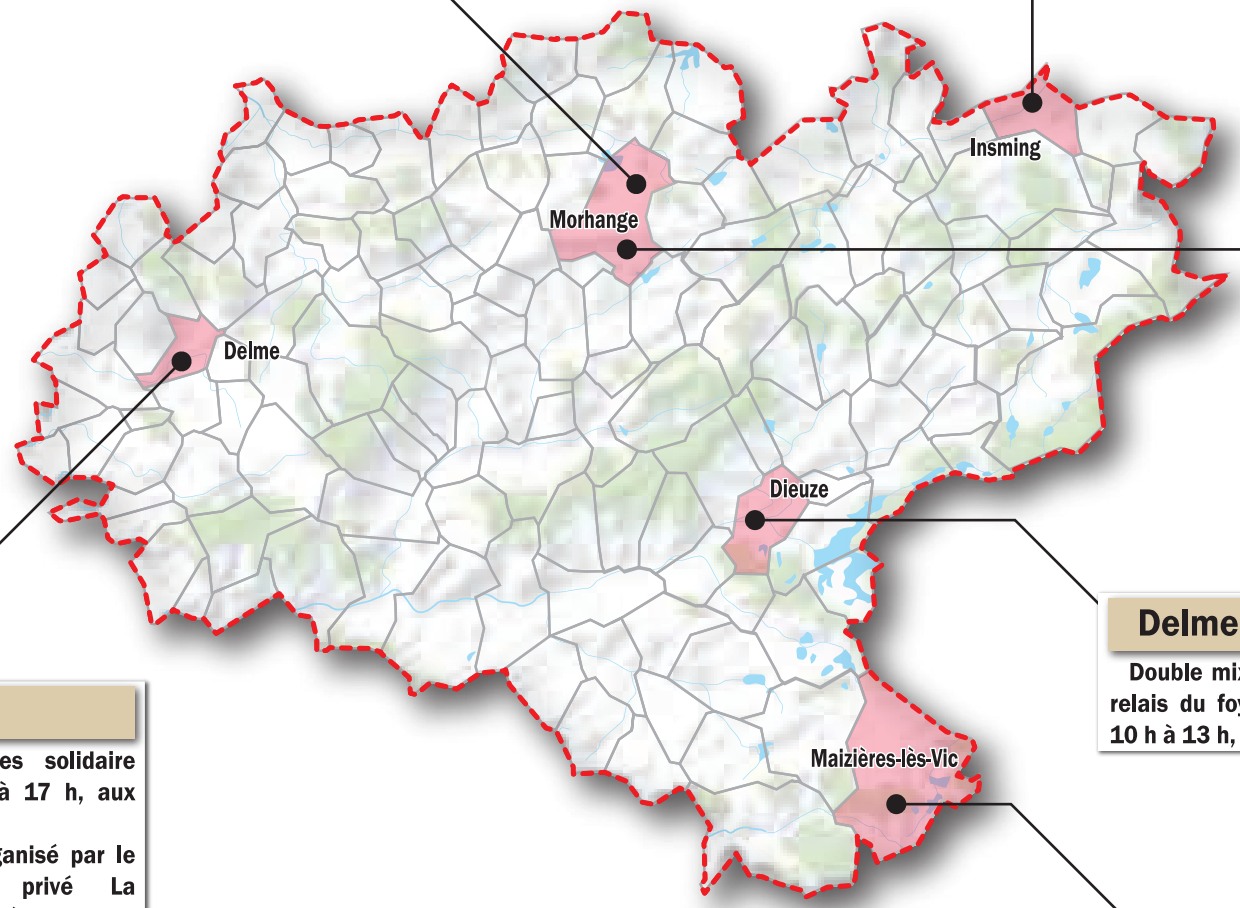 Insming
Morhange
Delme
Dieuze
Maizières-lès-Vic
Delme
Double mix
relais du foy
10 h à 13 h,
es solidaire
à 17 h, aux
ganisé par le
privé La